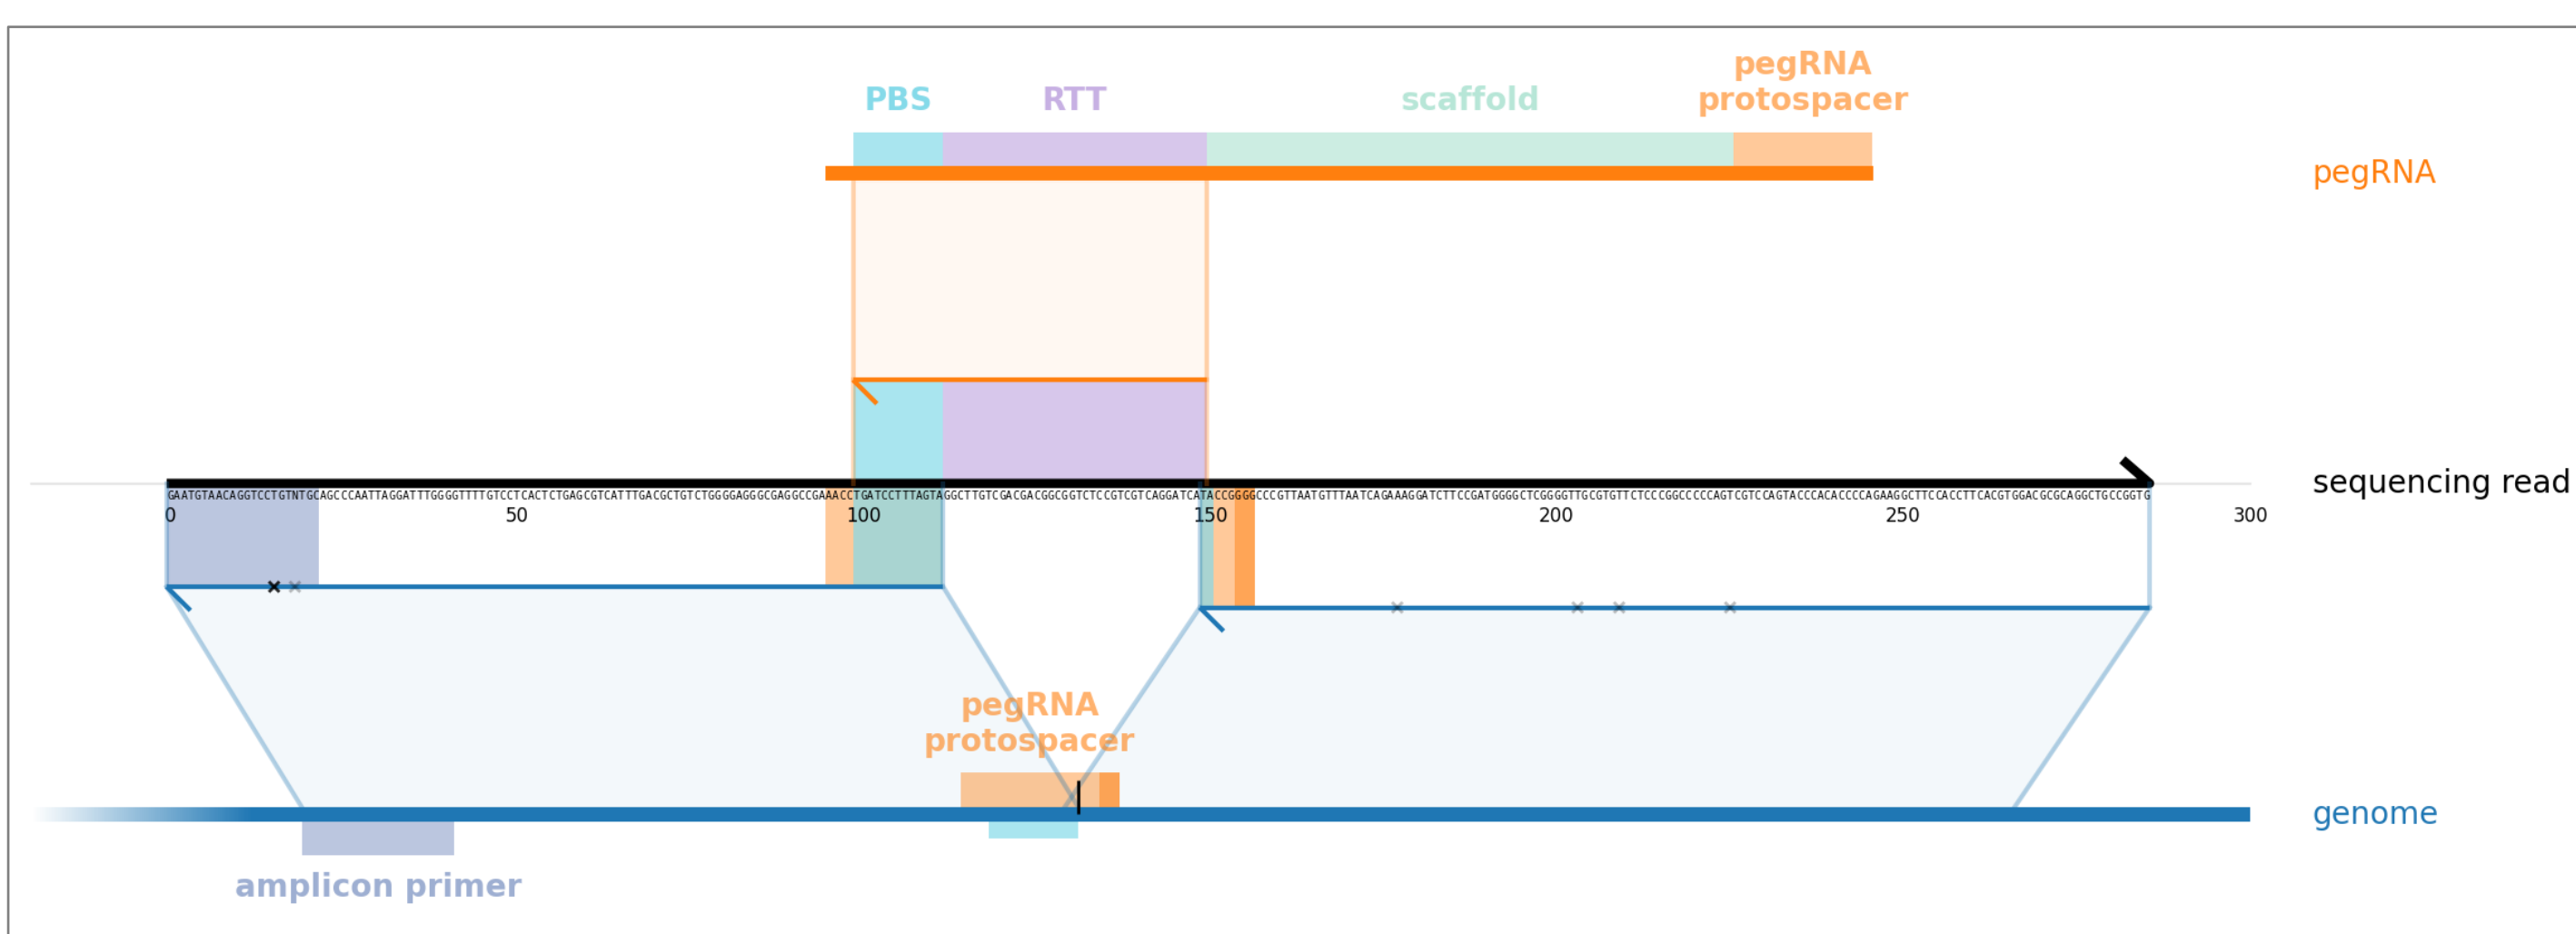 pegRNA
PBS RTT scaffold protospacer
pegRNA
sequencing read
GAATGTAACAGGTCCTGTNTGCAGCCCAATTAGGATTTGGGGTTTTGTCCTCACTCTGAGCGTCATTTGACGCTGTCTGGGGAGGGCGAGGCCGAAACCTGATCCTTTAGTAGGCTTGTCGACGACGGCGGTCTCCGTCGTCAGGATCATACCGGGGCCCGTTAATGTTTAATCAGAAAGGATCTTCCGATGGGGCTCGGGGTTGCGTGTTCTCCCGGCCCCCAGTCGTCCAGTACCCACACCCCAGAAGGCTTCCACCTTCACGTGGACGCGCAGGCTGCCGGTG
0 50 100 150 200 250 300
pegRNA
protospacer
genome
amplicon primer